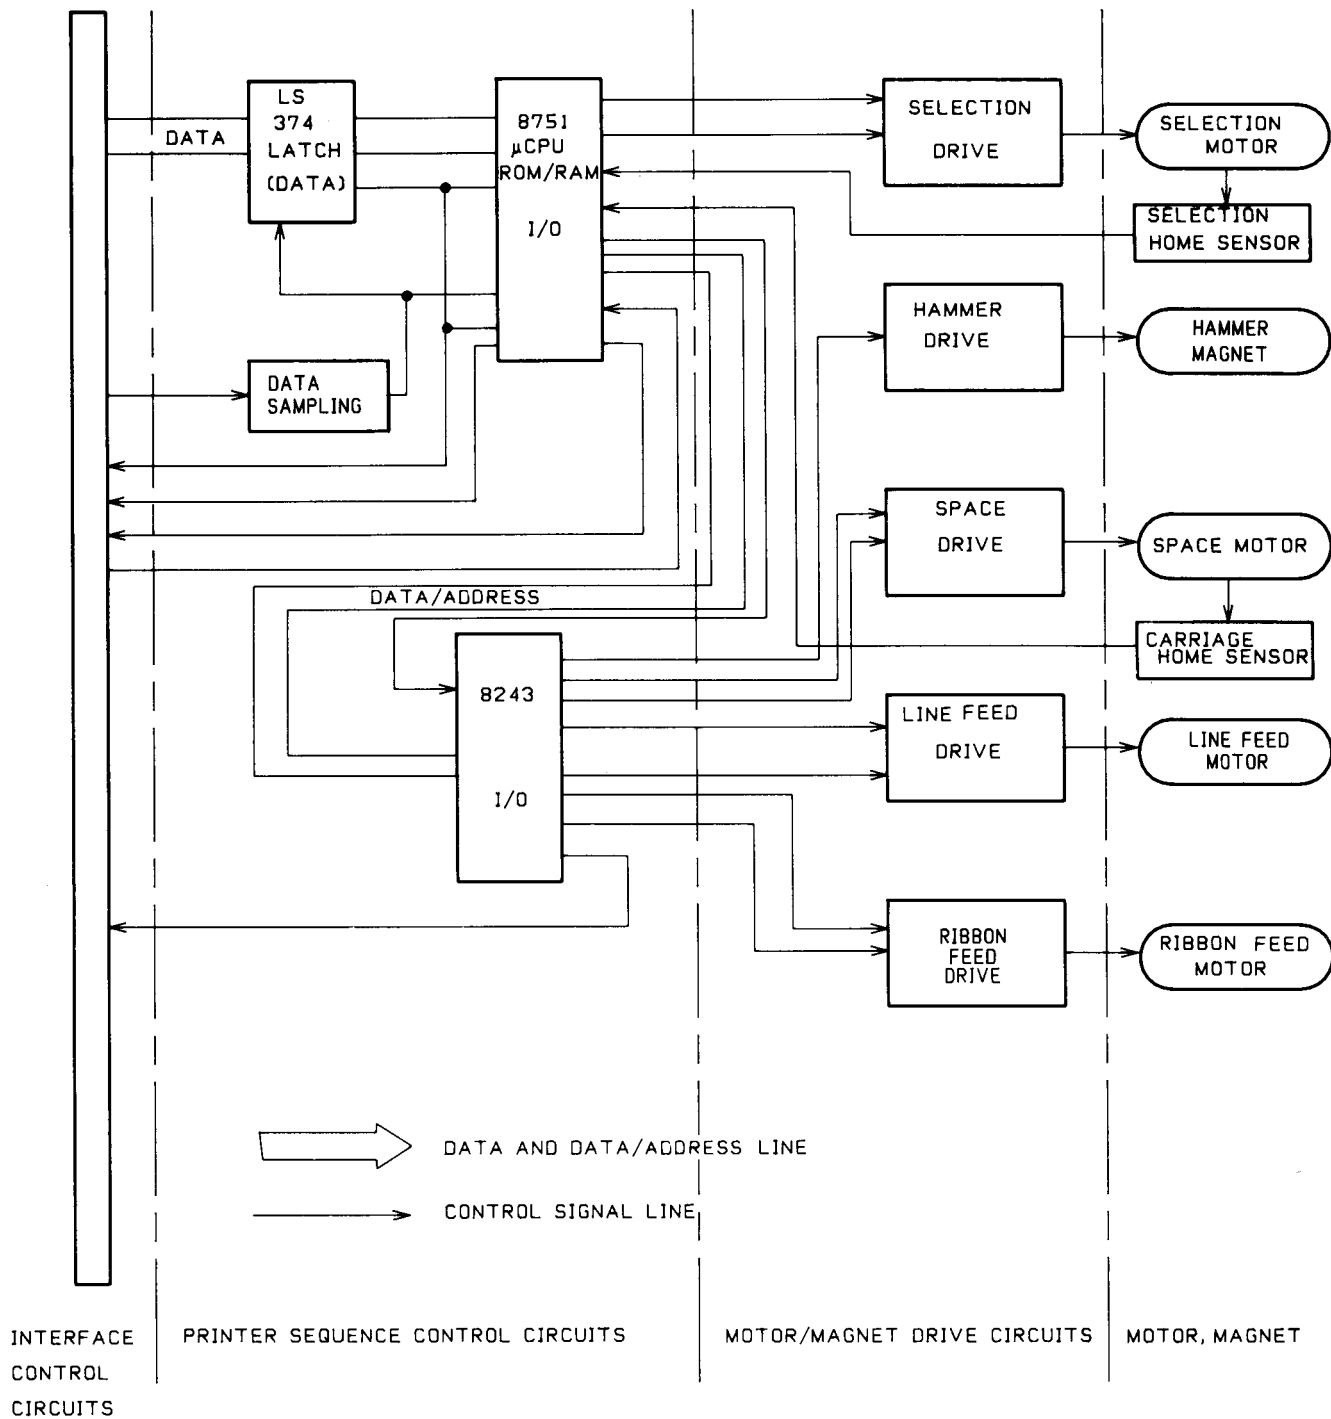 LS
374
LATCH
(DATA)
DATA
8751
μCPU
ROM/RAM
I/O
SELECTION
DRIVE
SELECTION
MOTOR
SELECTION
HOME SENSOR
HAMMER
DRIVE
HAMMER
MAGNET
DATA
SAMPLING
SPACE
DRIVE
SPACE MOTOR
DATA/ADDRESS
CARRIAGE
HOME SENSOR
8243
I/O
LINE FEED
DRIVE
LINE FEED
MOTOR
RIBBON
FEED
DRIVE
RIBBON FEED
MOTOR
DATA AND DATA/ADDRESS LINE
CONTROL SIGNAL LINE
INTERFACE
CONTROL
CIRCUITS
PRINTER SEQUENCE CONTROL CIRCUITS
MOTOR/MAGNET DRIVE CIRCUITS
MOTOR, MAGNET